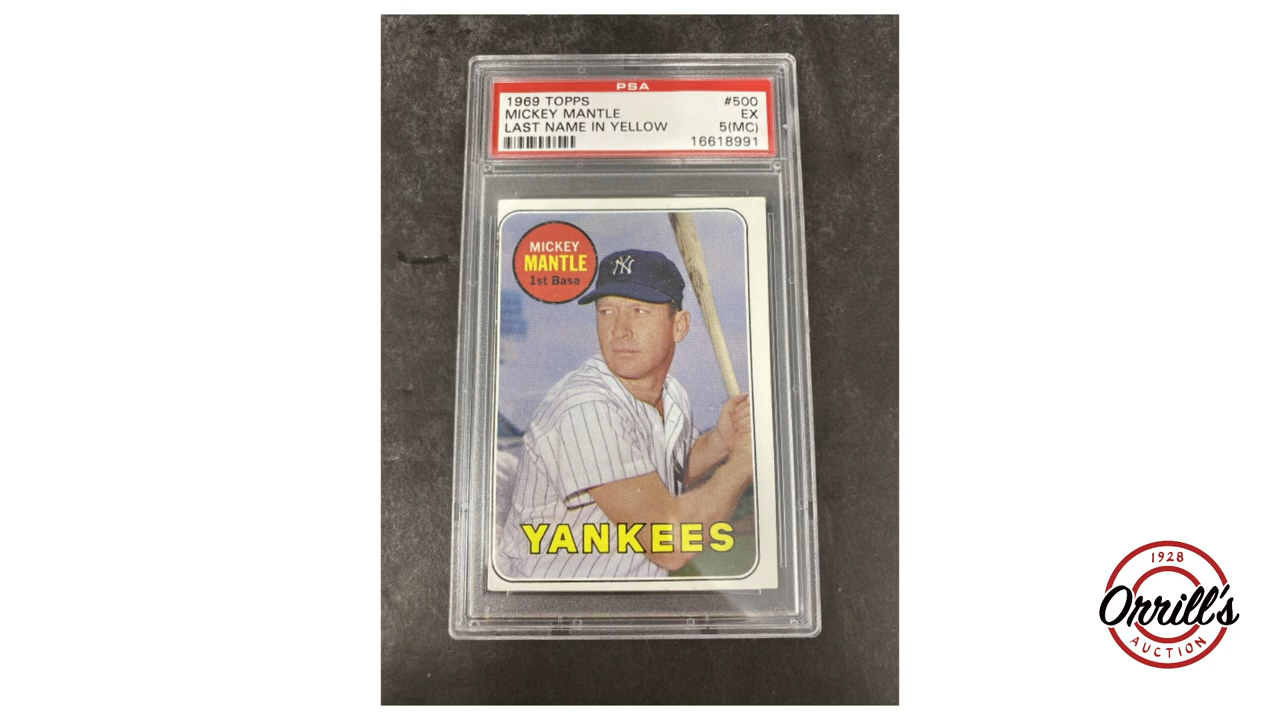 PSA
1969 TOPPS #500
MICKEY MANTLE EX
LAST NAME IN YELLOW 5(MC)
16618991
MICKEY
MANTLE
1st Base
NY
YANKEES
1928
Orrill's
AUCTION